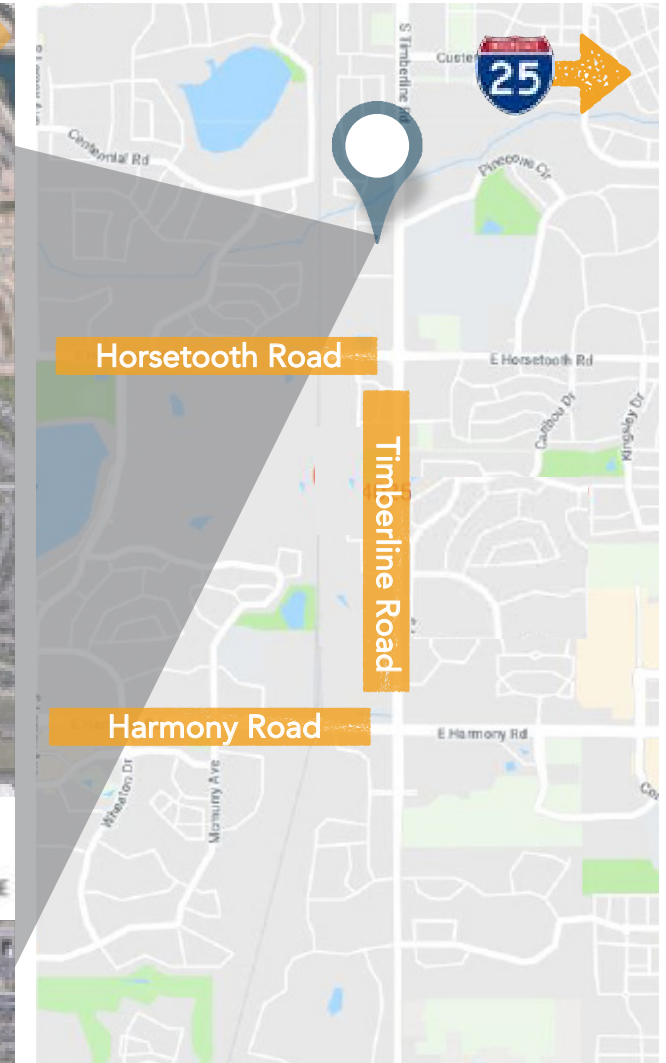 S Timberline Rd
Custer
25
Centennial Rd
Pinecone Cir
Horsetooth Road
E Horsetooth Rd
Caribou Dr
Kingsley Dr
Timberline Road
Harmony Road
E Harmony Rd
Wheaton Dr
Mcmurry Ave